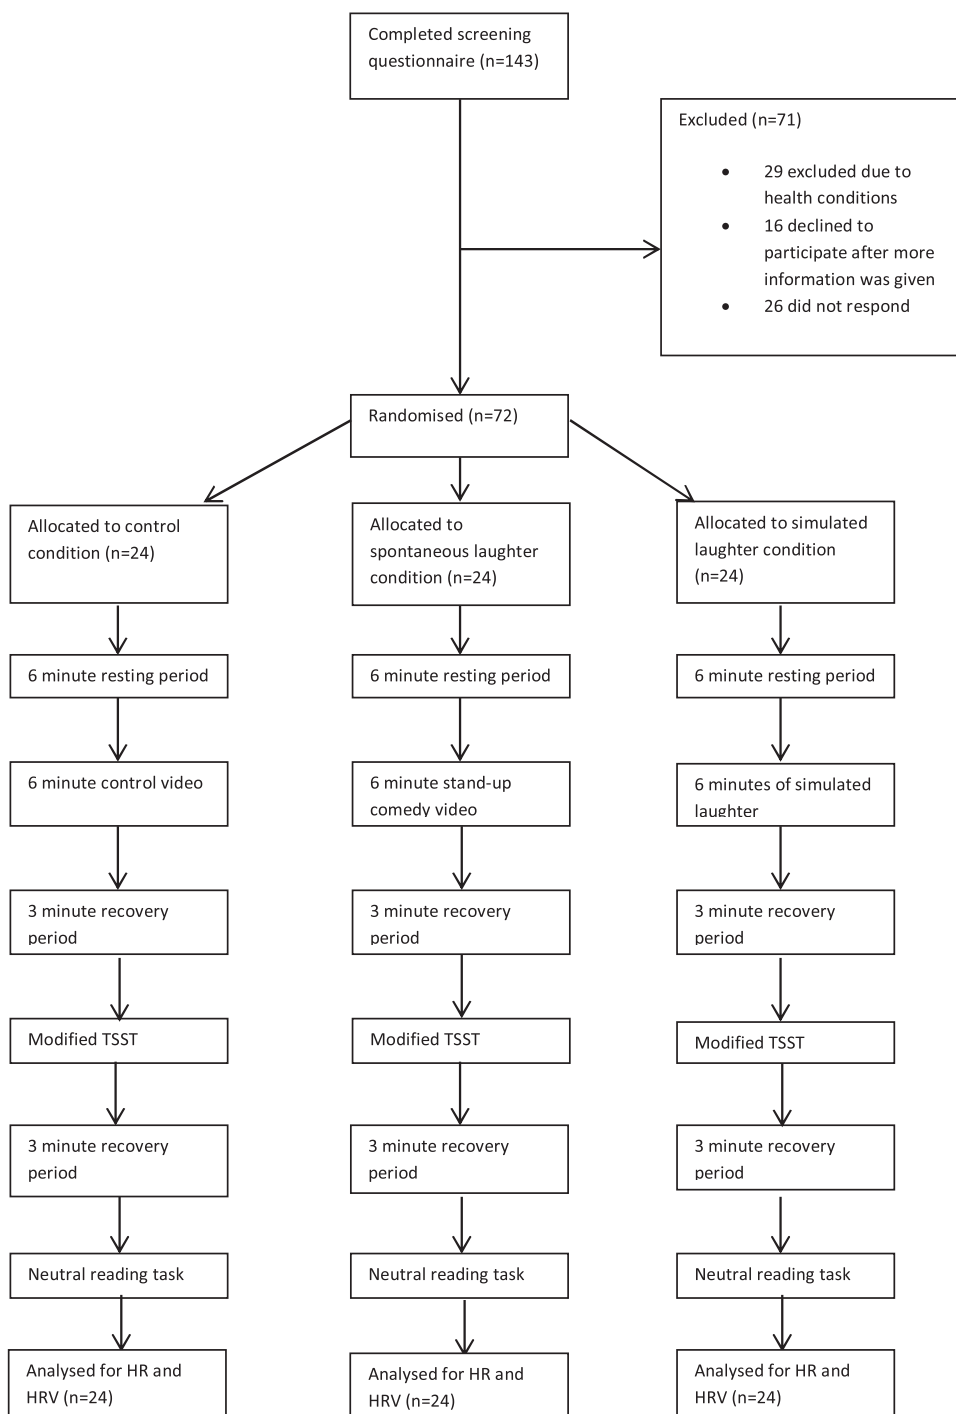 Completed screening
questionnaire (n=143)
Excluded (n=71)
• 29 excluded due to
health conditions
• 16 declined to
participate after more
information was given
• 26 did not respond
Randomised (n=72)
Allocated to control
condition (n=24)
Allocated to
spontaneous laughter
condition (n=24)
Allocated to simulated
laughter condition
(n=24)
6 minute resting period
6 minute resting period
6 minute resting period
6 minute control video
6 minute stand-up
comedy video
6 minutes of simulated
laughter
3 minute recovery
period
3 minute recovery
period
3 minute recovery
period
Modified TSST
Modified TSST
Modified TSST
3 minute recovery
period
3 minute recovery
period
3 minute recovery
period
Neutral reading task
Neutral reading task
Neutral reading task
Analysed for HR and
HRV (n=24)
Analysed for HR and
HRV (n=24)
Analysed for HR and
HRV (n=24)